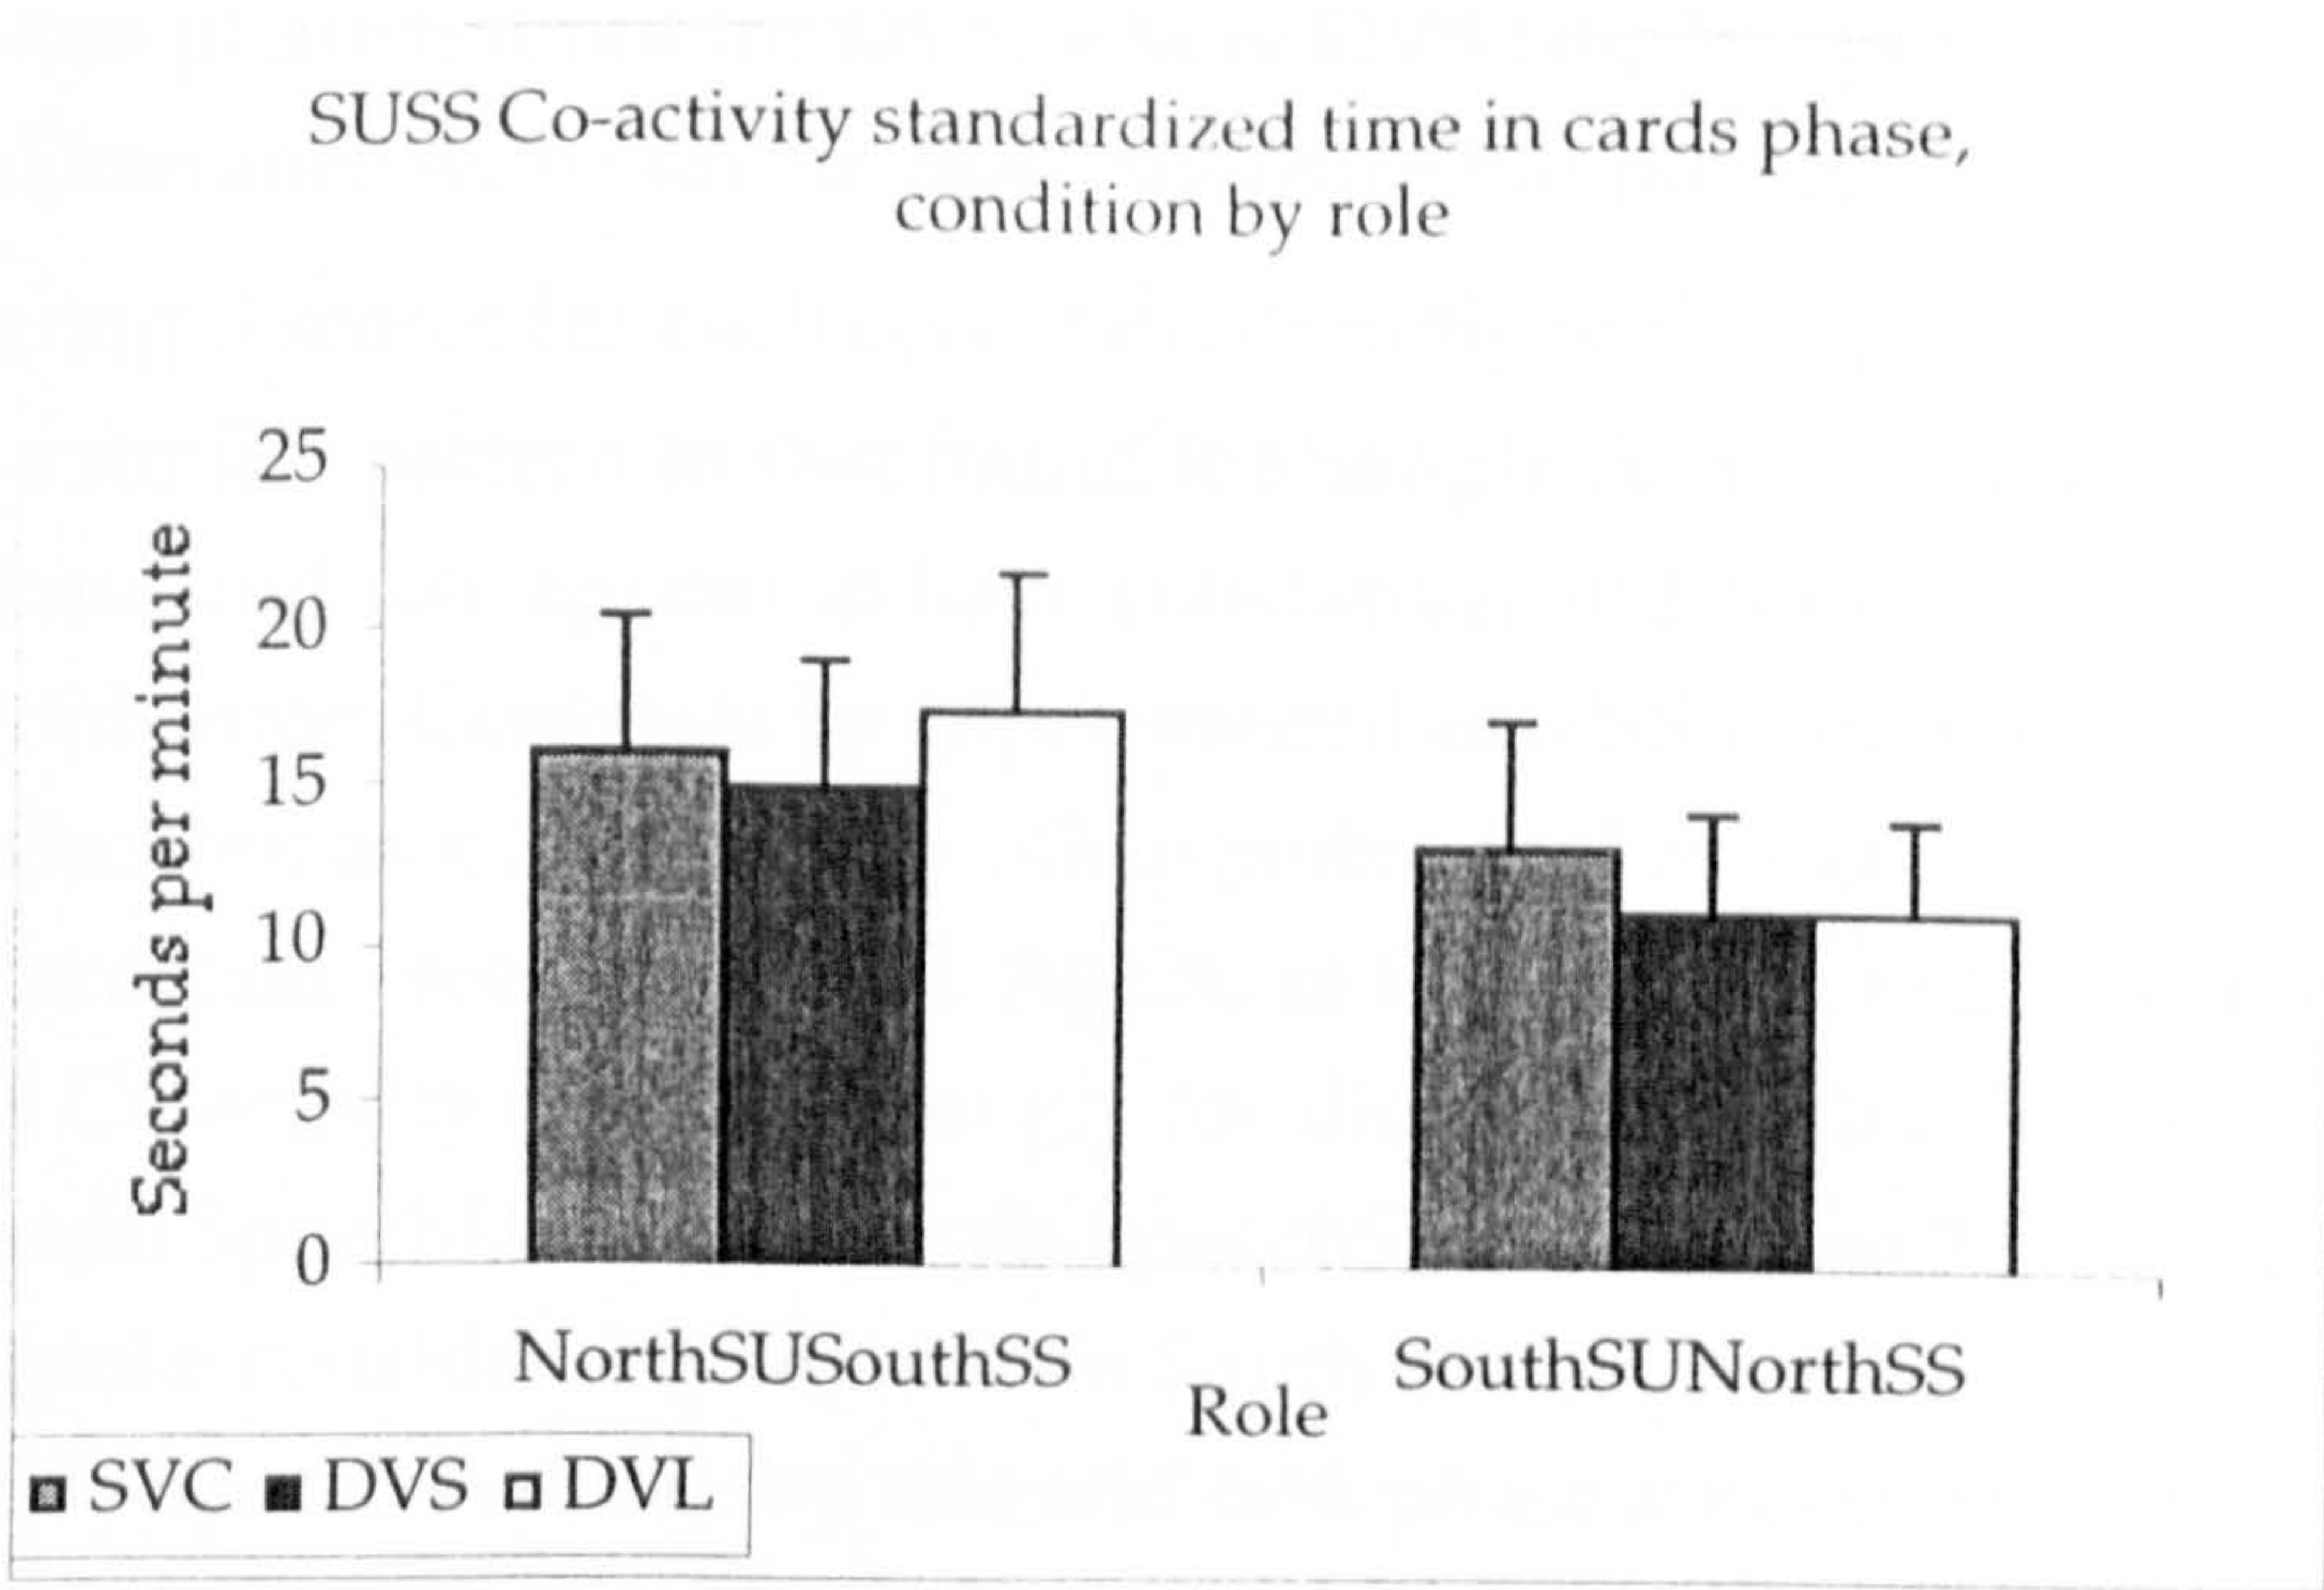 SUSS Co-activity standardized time in cards phase,
condition by role
25
20
15
10
5
0
Seconds per minute
NorthSUSouthSS
SouthSUNorthSS
Role
SVC DVS DVL